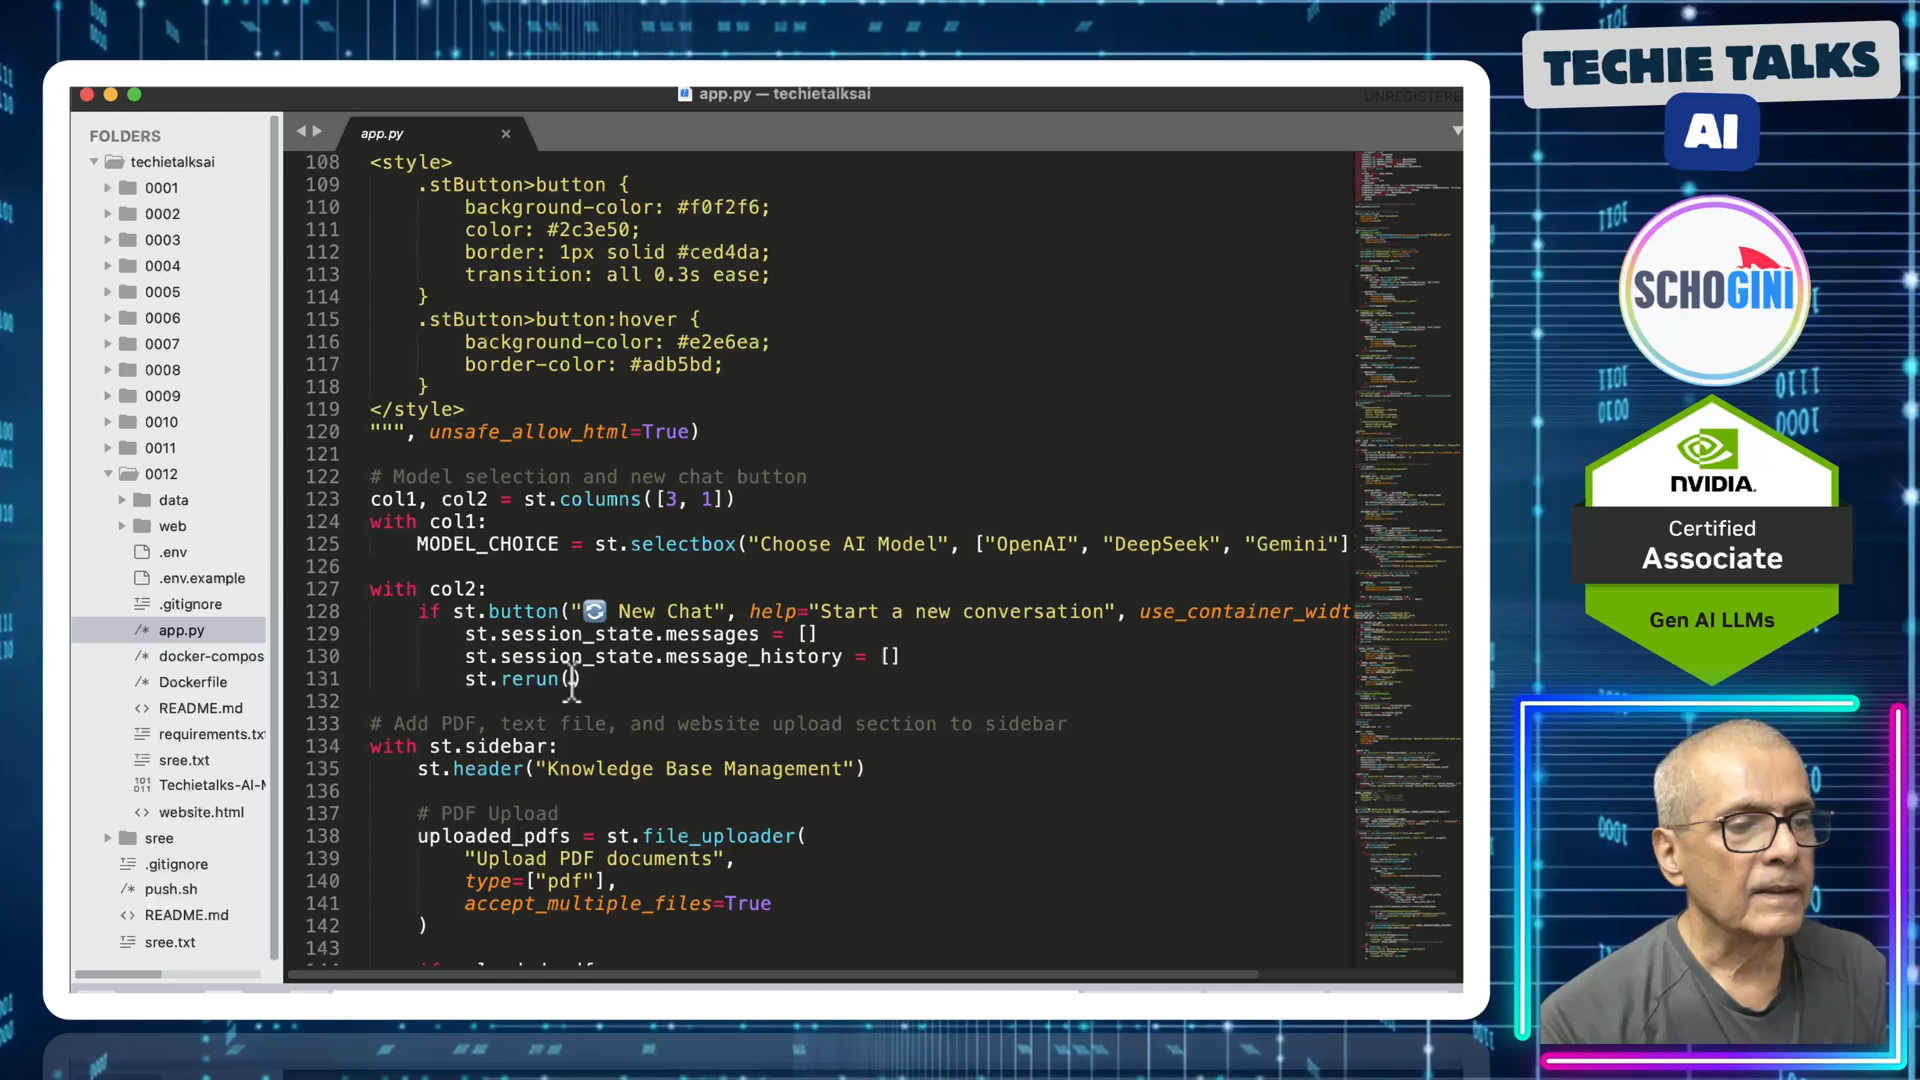 TECHIE TALKS
AI
SCHOGINI
NVIDIA.
Certified
Associate
Gen AI LLMs
app.py — techietalksai
FOLDERS
techietalksai
0001
0002
0003
0004
0005
0006
0007
0008
0009
0010
0011
0012
data
web
.env
.env.example
.gitignore
app.py
docker-compos
Dockerfile
README.md
requirements.tx
sree.txt
Techietalks-AI-M
website.html
sree
.gitignore
push.sh
README.md
sree.txt
app.py
108 <style>
109 .stButton>button {
110 background-color: #f0f2f6;
111 color: #2c3e50;
112 border: 1px solid #ced4da;
113 transition: all 0.3s ease;
114 }
115 .stButton>button:hover {
116 background-color: #e2e6ea;
117 border-color: #adb5bd;
118 }
119 </style>
120 """, unsafe_allow_html=True)
121
122 # Model selection and new chat button
123 col1, col2 = st.columns([3, 1])
124 with col1:
125 MODEL_CHOICE = st.selectbox("Choose AI Model", ["OpenAI", "DeepSeek", "Gemini"]
126
127 with col2:
128 if st.button("🔄 New Chat", help="Start a new conversation", use_container_widt
129 st.session_state.messages = []
130 st.session_state.message_history = []
131 st.rerun()
132
133 # Add PDF, text file, and website upload section to sidebar
134 with st.sidebar:
135 st.header("Knowledge Base Management")
136
137 # PDF Upload
138 uploaded_pdfs = st.file_uploader(
139 "Upload PDF documents",
140 type=["pdf"],
141 accept_multiple_files=True
142 )
143